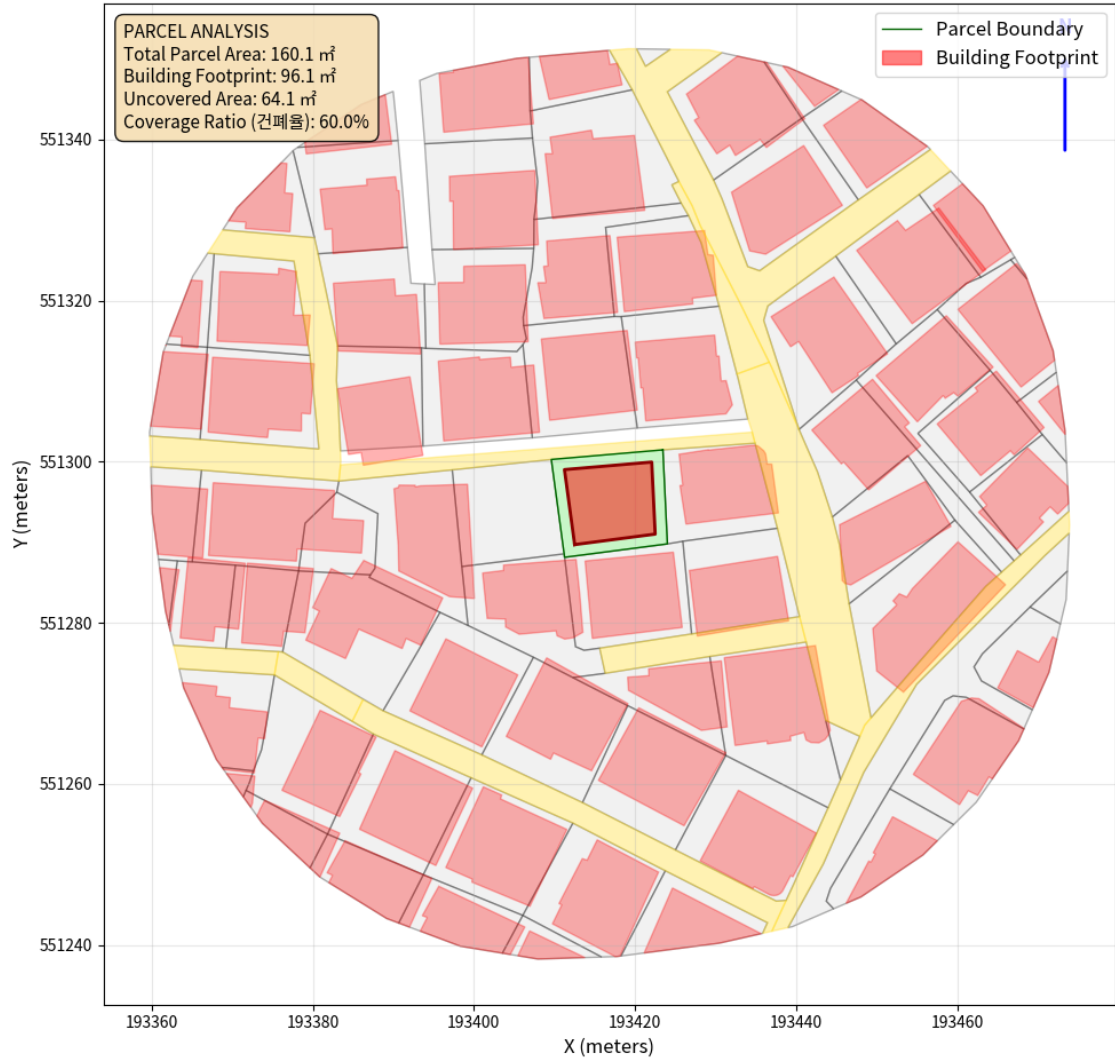 PARCEL ANALYSIS
Total Parcel Area: 160.1 ㎡
Building Footprint: 96.1 ㎡
Uncovered Area: 64.1 ㎡
Coverage Ratio (건폐율): 60.0%
Parcel Boundary
Building Footprint
N
551340
551320
551300
551280
551260
551240
Y (meters)
193360
193380
193400
193420
193440
193460
X (meters)